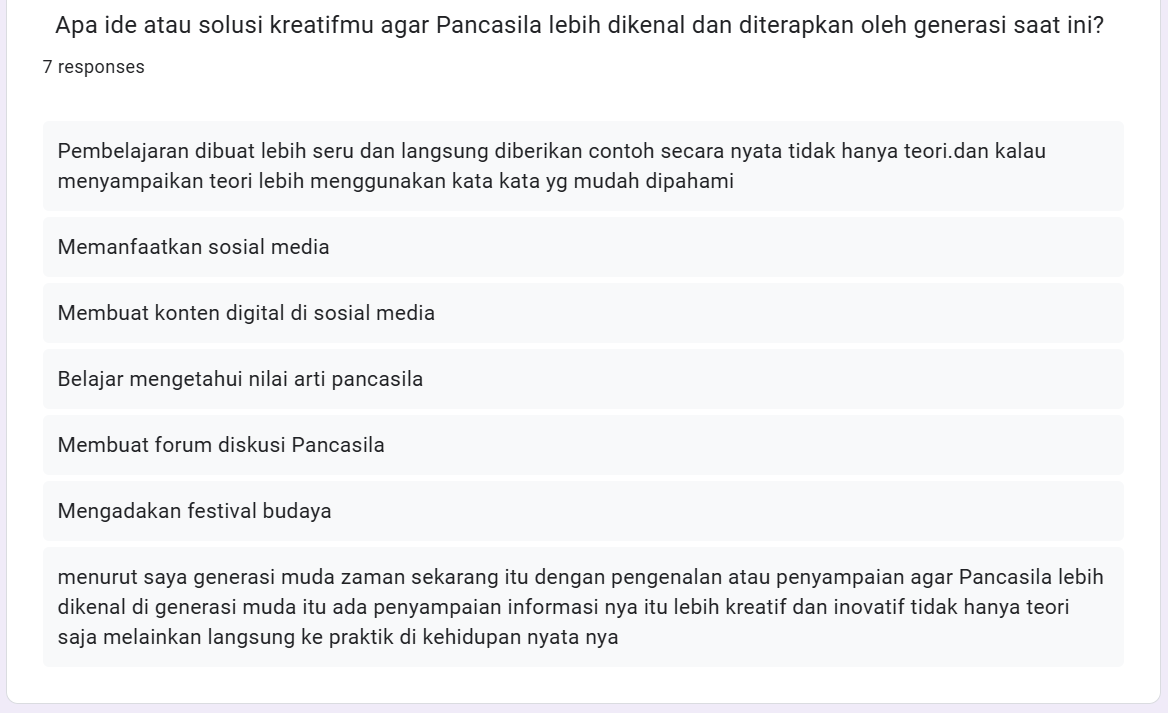 Apa ide atau solusi kreatifmu agar Pancasila lebih dikenal dan diterapkan oleh generasi saat ini?
7 responses
Pembelajaran dibuat lebih seru dan langsung diberikan contoh secara nyata tidak hanya teori.dan kalau
menyampaikan teori lebih menggunakan kata kata yg mudah dipahami
Memanfaatkan sosial media
Membuat konten digital di sosial media
Belajar mengetahui nilai arti pancasila
Membuat forum diskusi Pancasila
Mengadakan festival budaya
menurut saya generasi muda zaman sekarang itu dengan pengenalan atau penyampaian agar Pancasila lebih
dikenal di generasi muda itu ada penyampaian informasi nya itu lebih kreatif dan inovatif tidak hanya teori
saja melainkan langsung ke praktik di kehidupan nyata nya